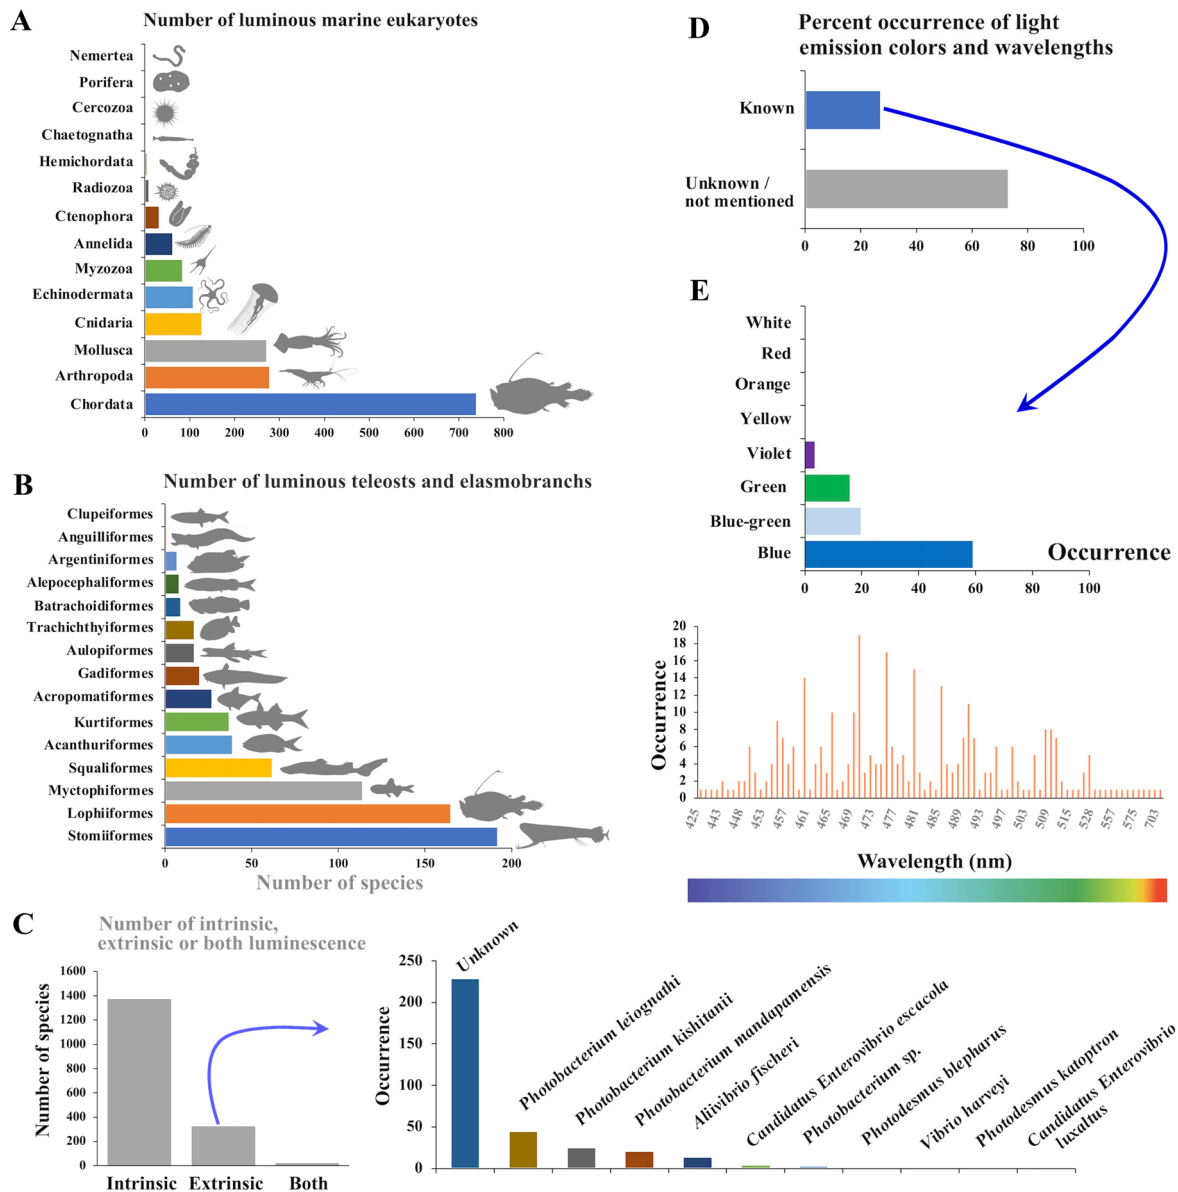 A
Number of luminous marine eukaryotes
Nemertea
Porifera
Cercozoa
Chaetognatha
Hemichordata
Radiozoa
Ctenophora
Annelida
Myzozoa
Echinodermata
Cnidaria
Mollusca
Arthropoda
Chordata
0 100 200 300 400 500 600 700 800
B
Number of luminous teleosts and elasmobranchs
Clupeiformes
Anguilliformes
Argentiniformes
Alepocephaliformes
Batrachoidiformes
Trachichthyiformes
Aulopiformes
Gadiformes
Acropomatiformes
Kurtiformes
Acanthuriformes
Squaliformes
Myctophiformes
Lophiiformes
Stomiiformes
0 50 100 150 200
Number of species
C
Number of intrinsic,
extrinsic or both luminescence
Number of species
1600
1400
1200
1000
800
600
400
200
0
Intrinsic Extrinsic Both
Occurrence
250
200
150
100
50
0
Unknown
Photobacterium leiognathi
Photobacterium kishitanii
Photobacterium mandapamensis
Aliivibrio fischeri
Candidatus Enterovibrio escacola
Photobacterium sp.
Photodesmus blepharus
Vibrio harveyi
Photodesmus katoptron
Candidatus Enterovibrio
luxaltus
D
Percent occurrence of light
emission colors and wavelengths
Known
Unknown /
not mentioned
0 20 40 60 80 100
E
White
Red
Orange
Yellow
Violet
Green
Blue-green
Blue
Occurrence
0 20 40 60 80 100
Occurrence
20
18
16
14
12
10
8
6
4
2
0
425 443 448 453 457 461 465 469 473 477 481 485 489 493 497 503 509 515 528 557 575 703
Wavelength (nm)